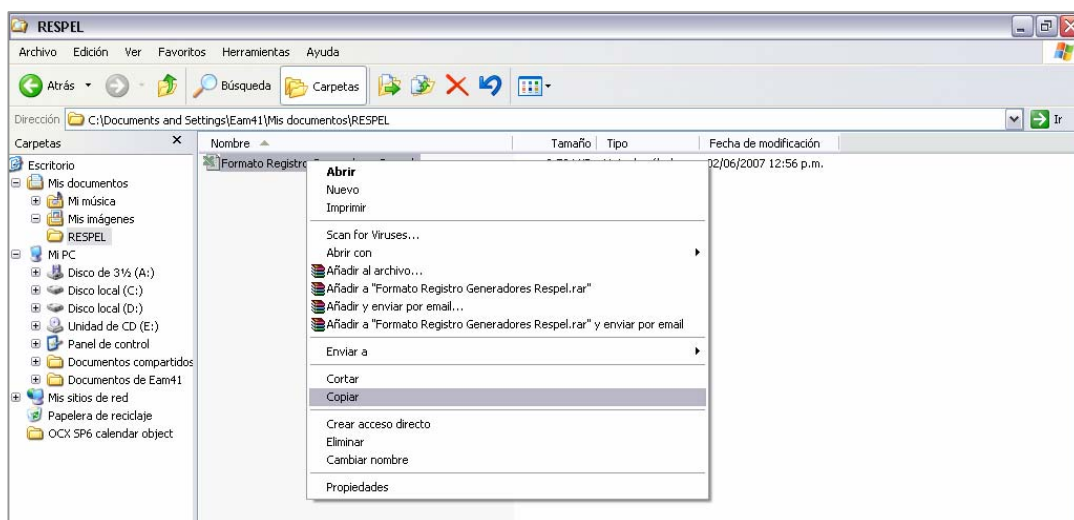 RESPEL
Archivo Edición Ver Favoritos Herramientas Ayuda
Atrás Búsqueda Carpetas
Dirección C:\Documents and Settings\Eam41\Mis documentos\RESPEL Ir
Carpetas Nombre Tamaño Tipo Fecha de modificación
Escritorio
Mis documentos
Mi música
Mis imágenes
RESPEL
Mi PC
Disco de 3½ (A:)
Disco local (C:)
Disco local (D:)
Unidad de CD (E:)
Panel de control
Documentos compartidos
Documentos de Eam41
Mis sitios de red
Papelera de reciclaje
OCX SP6 calendar object
Formato 02/06/2007 12:56 p.m.
Abrir
Nuevo
Imprimir
Scan for Viruses...
Abrir con
Añadir al archivo...
Añadir a "Formato Registro Generadores Respel.rar"
Añadir y enviar por email...
Añadir a "Formato Registro Generadores Respel.rar" y enviar por email
Enviar a
Cortar
Copiar
Crear acceso directo
Eliminar
Cambiar nombre
Propiedades